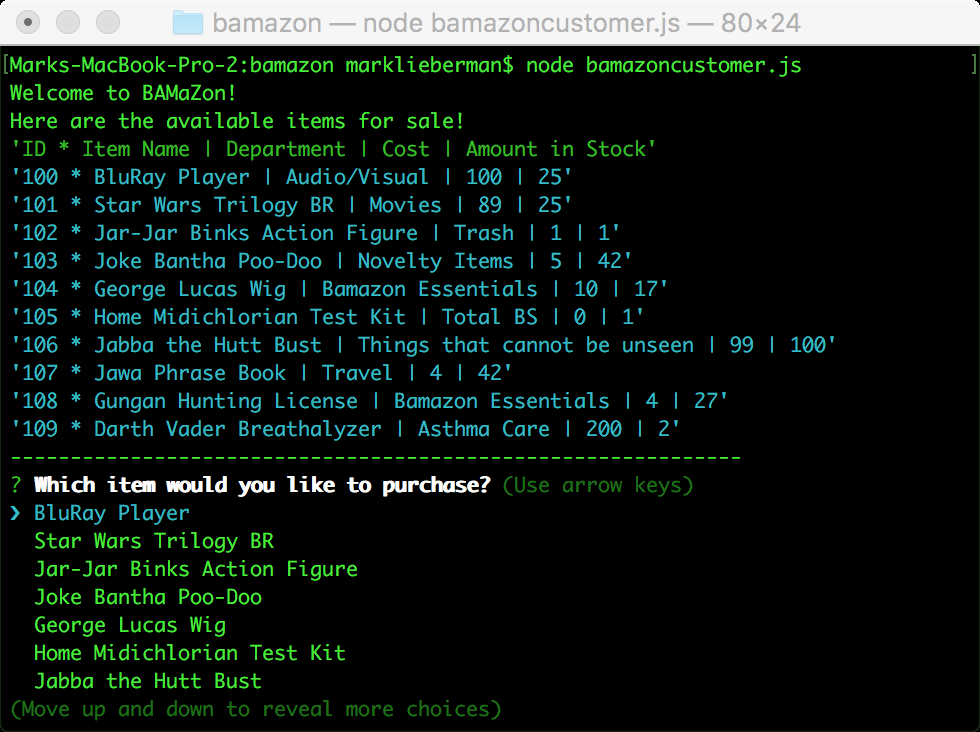 bamazon — node bamazoncustomer.js — 80×24
[Marks-MacBook-Pro-2:bamazon marklieberman$ node bamazoncustomer.js ]
Welcome to BAMaZon!
Here are the available items for sale!
'ID * Item Name | Department | Cost | Amount in Stock'
'100 * BluRay Player | Audio/Visual | 100 | 25'
'101 * Star Wars Trilogy BR | Movies | 89 | 25'
'102 * Jar-Jar Binks Action Figure | Trash | 1 | 1'
'103 * Joke Bantha Poo-Doo | Novelty Items | 5 | 42'
'104 * George Lucas Wig | Bamazon Essentials | 10 | 17'
'105 * Home Midichlorian Test Kit | Total BS | 0 | 1'
'106 * Jabba the Hutt Bust | Things that cannot be unseen | 99 | 100'
'107 * Jawa Phrase Book | Travel | 4 | 42'
'108 * Gungan Hunting License | Bamazon Essentials | 4 | 27'
'109 * Darth Vader Breathalyzer | Asthma Care | 200 | 2'
-------------------------------------------------------------
? Which item would you like to purchase? (Use arrow keys)
❯ BluRay Player
Star Wars Trilogy BR
Jar-Jar Binks Action Figure
Joke Bantha Poo-Doo
George Lucas Wig
Home Midichlorian Test Kit
Jabba the Hutt Bust
(Move up and down to reveal more choices)